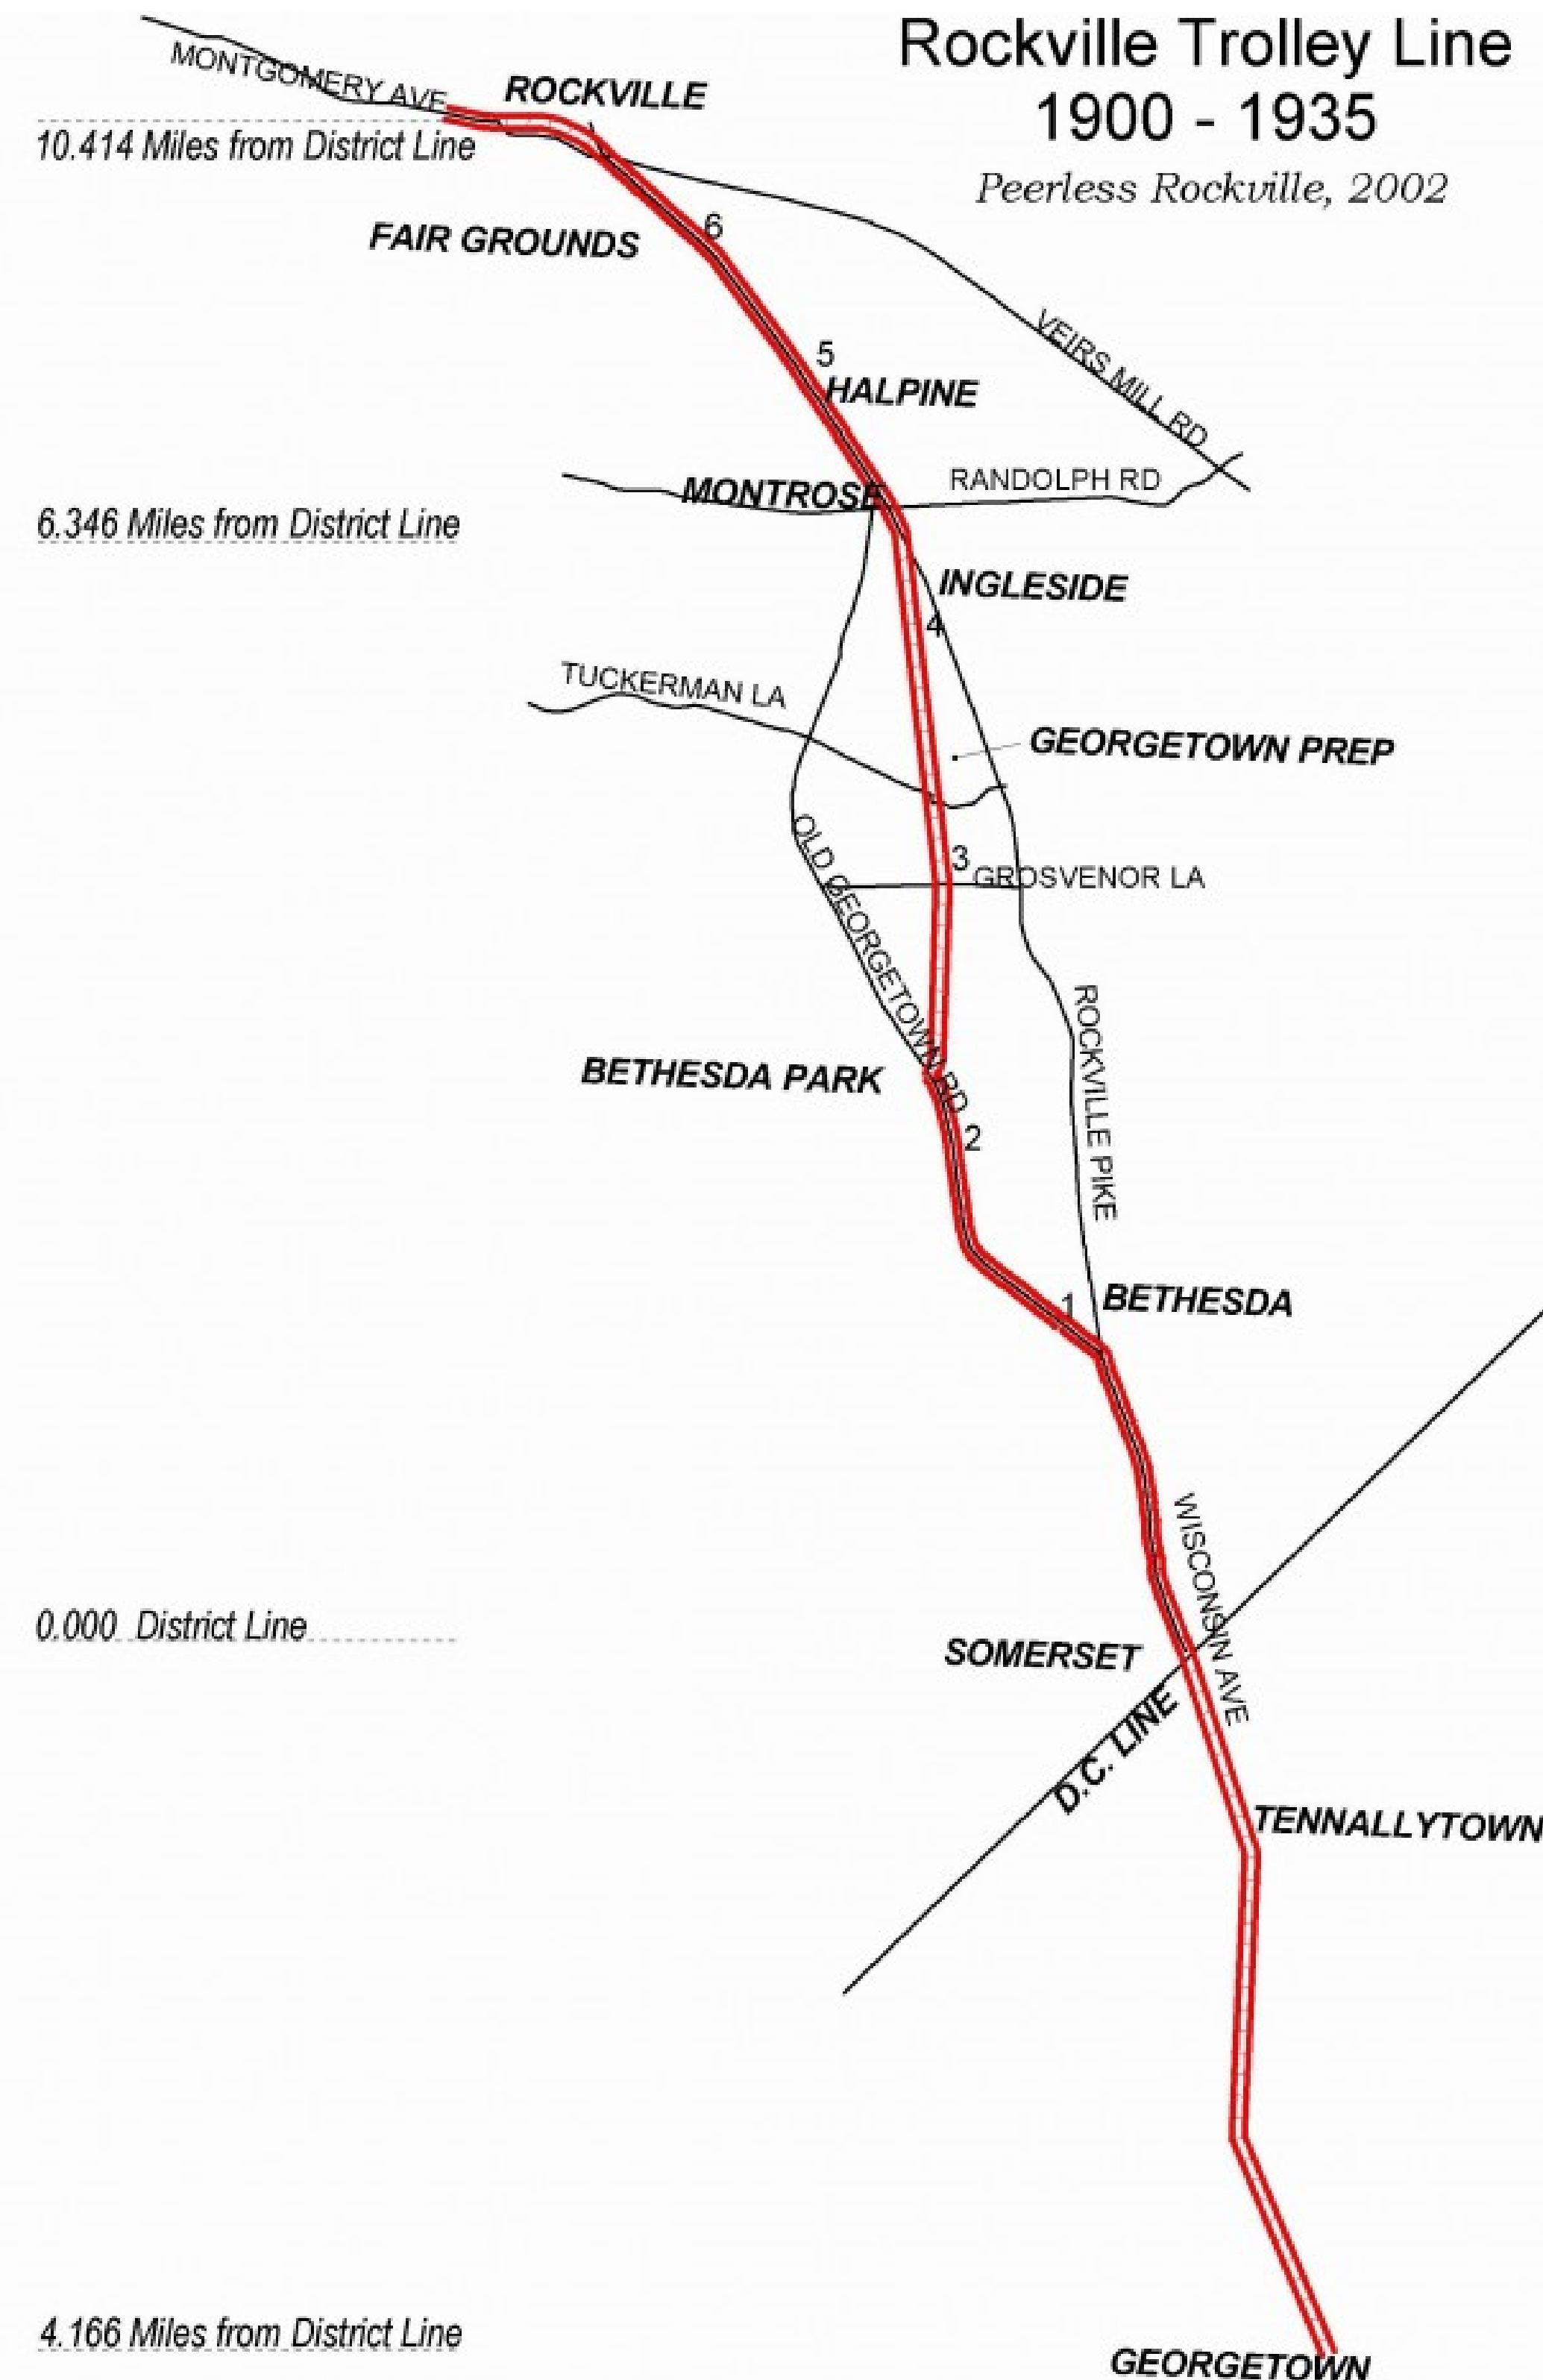 Rockville Trolley Line
1900 - 1935
Peerless Rockville, 2002
MONTGOMERY AVE
ROCKVILLE
10.414 Miles from District Line
FAIR GROUNDS
6
VEIRS MILL RD
5
HALPINE
MONTROSE
RANDOLPH RD
6.346 Miles from District Line
INGLESIDE
4
TUCKERMAN LA
GEORGETOWN PREP
OLD GEORGETOWN RD
3
GROSVENOR LA
ROCKVILLE PIKE
BETHESDA PARK
2
1
BETHESDA
WISCONSIN AVE
0.000 District Line
SOMERSET
D.C. LINE
TENNALLYTOWN
4.166 Miles from District Line
GEORGETOWN